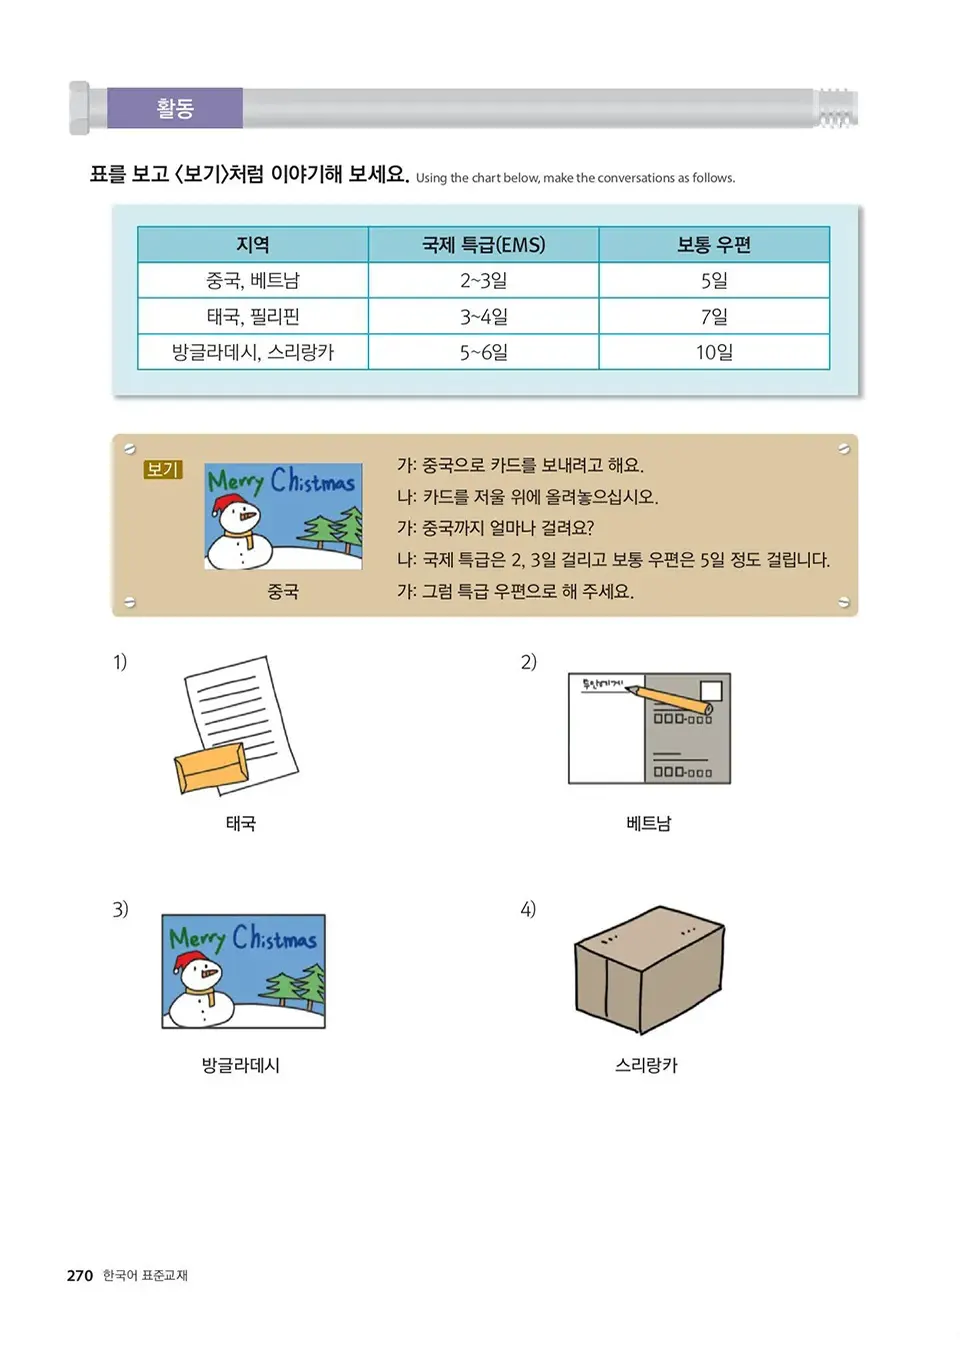 활동
표를 보고 〈보기〉처럼 이야기해 보세요. Using the chart below, make the conversations as follows.
지역 국제 특급(EMS) 보통 우편
중국, 베트남 2~3일 5일
태국, 필리핀 3~4일 7일
방글라데시, 스리랑카 5~6일 10일
보기
Merry Chistmas
중국
가: 중국으로 카드를 보내려고 해요.
나: 카드를 저울 위에 올려놓으십시오.
가: 중국까지 얼마나 걸려요?
나: 국제 특급은 2, 3일 걸리고 보통 우편은 5일 정도 걸립니다.
가: 그럼 특급 우편으로 해 주세요.
1)
태국
2)
베트남
3)
Merry Chistmas
방글라데시
4)
스리랑카
270 한국어 표준교재